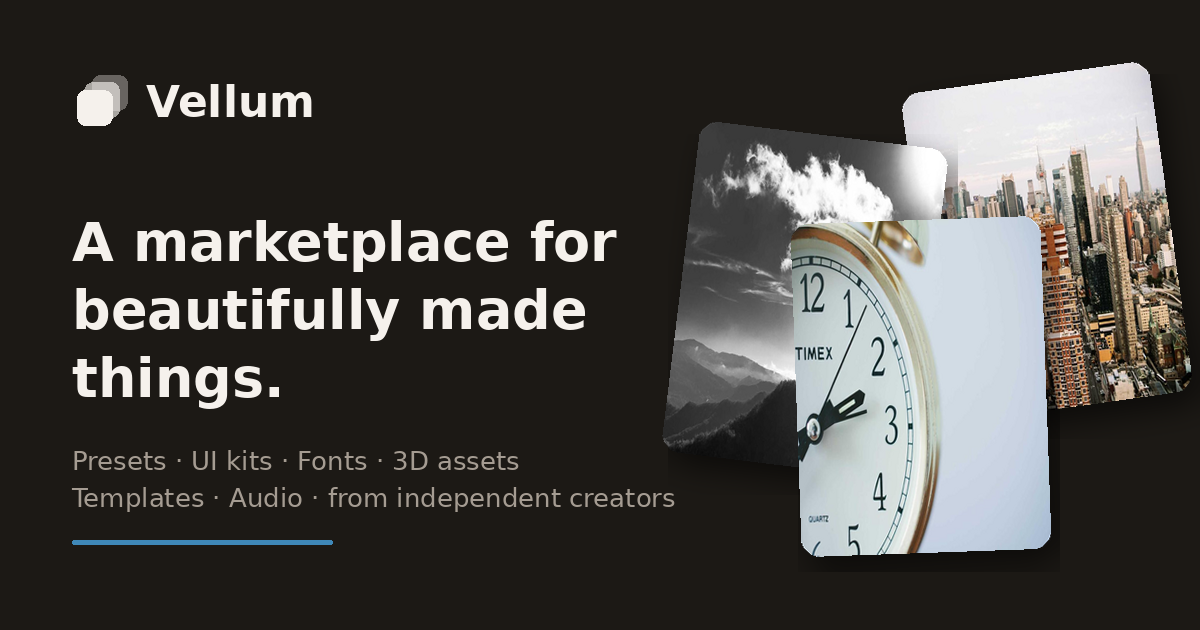 Vellum
A marketplace for
beautifully made
things.
Presets · UI kits · Fonts · 3D assets
Templates · Audio · from independent creators
12
1
TIMEX
2
3
4
QUARTZ
5